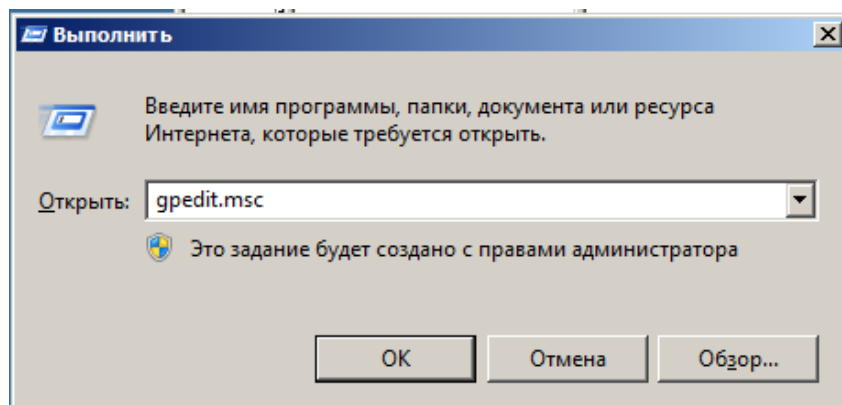 Выполнить
Введите имя программы, папки, документа или ресурса
Интернета, которые требуется открыть.
Открыть: gpedit.msc
Это задание будет создано с правами администратора
ОК Отмена Обзор...